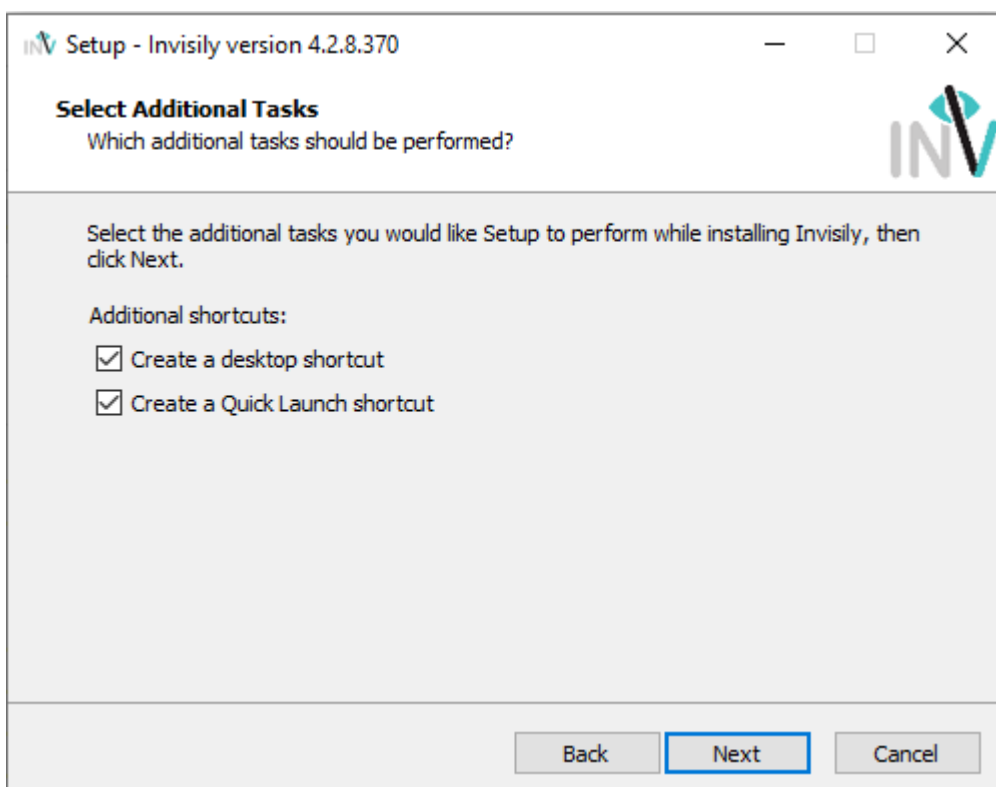 INV Setup - Invisily version 4.2.8.370
Select Additional Tasks
Which additional tasks should be performed?
INV
Select the additional tasks you would like Setup to perform while installing Invisily, then
click Next.
Additional shortcuts:
Create a desktop shortcut
Create a Quick Launch shortcut
Back
Next
Cancel